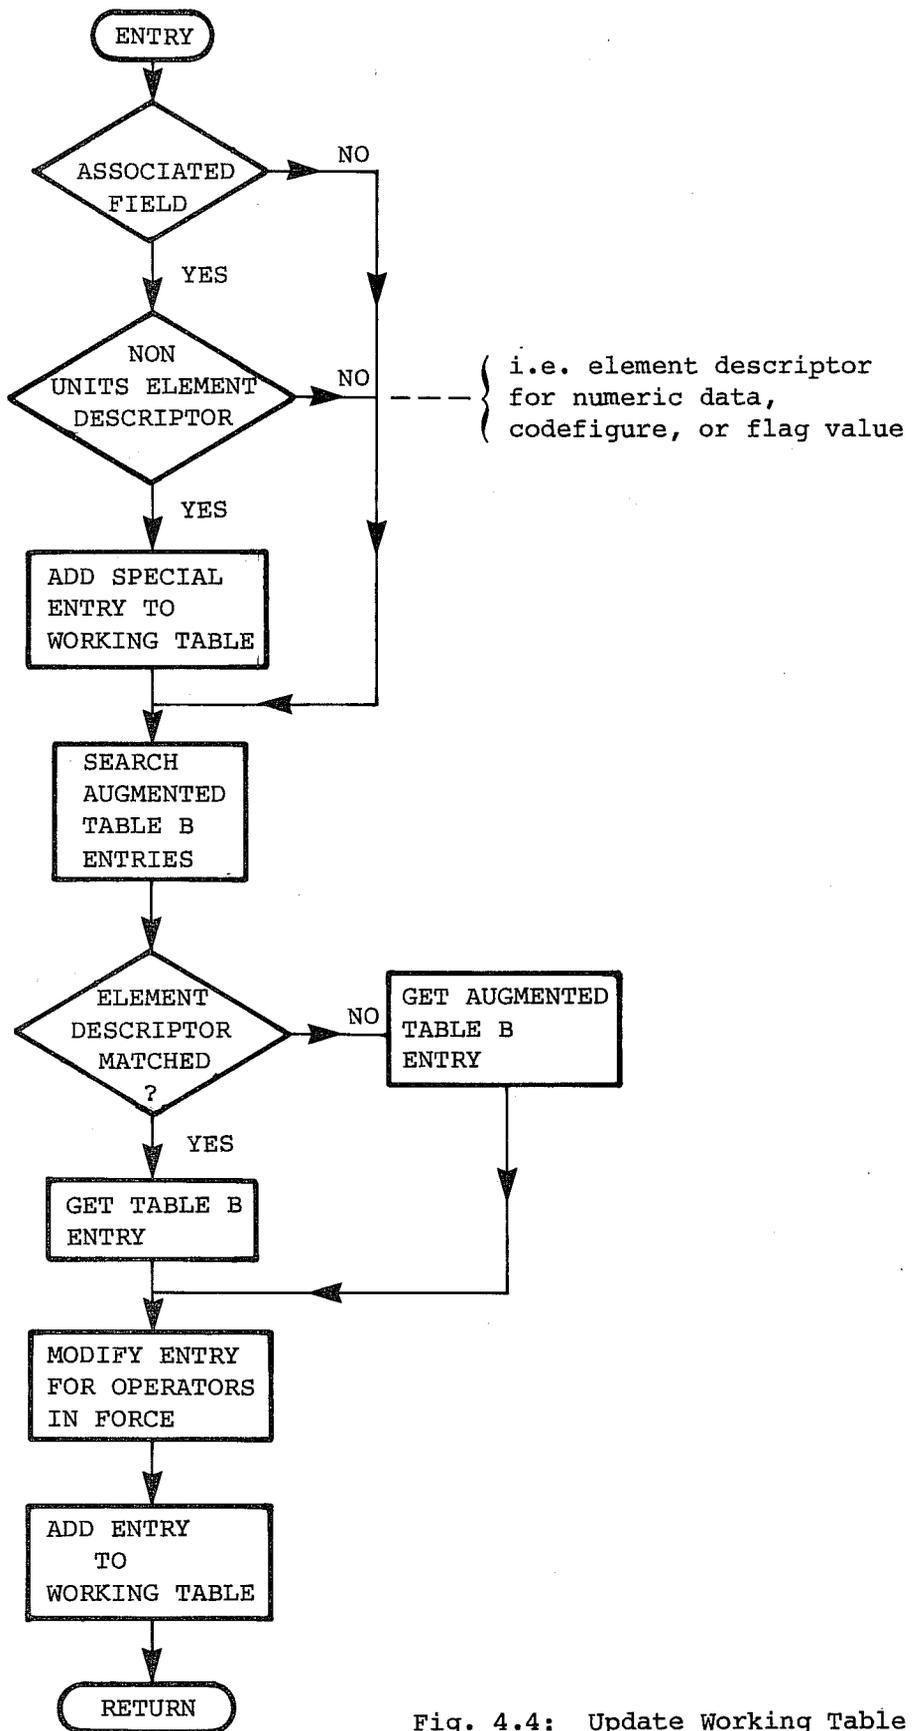 ENTRY
ASSOCIATED
FIELD
NO
YES
NON
UNITS ELEMENT
DESCRIPTOR
NO
i.e. element descriptor
for numeric data,
codefigure, or flag value
YES
ADD SPECIAL
ENTRY TO
WORKING TABLE
SEARCH
AUGMENTED
TABLE B
ENTRIES
ELEMENT
DESCRIPTOR
MATCHED
?
NO
GET AUGMENTED
TABLE B
ENTRY
YES
GET TABLE B
ENTRY
MODIFY ENTRY
FOR OPERATORS
IN FORCE
ADD ENTRY
TO
WORKING TABLE
RETURN
Fig. 4.4: Update Working Table